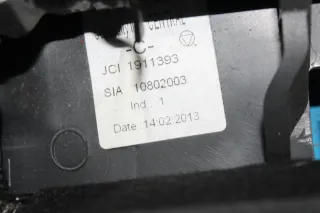 -C-
JCI 1911393
SIA 10802003
Ind. 1
Date 14.02.2013